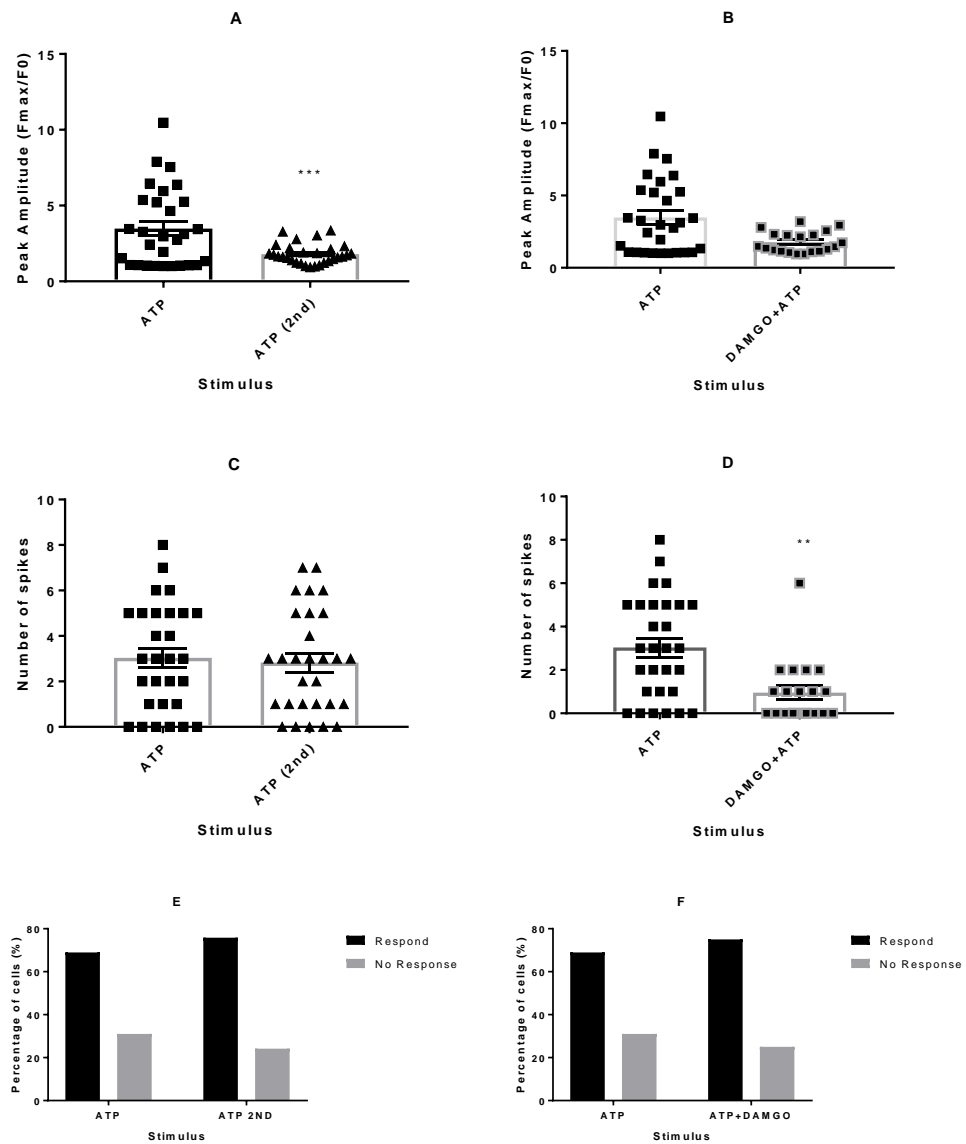 A
Peak Amplitude (Fmax/F0)
15
10
5
0
***
ATP
ATP (2nd)
Stimulus
B
Peak Amplitude (Fmax/F0)
15
10
5
0
ATP
DAMGO+ATP
Stimulus
C
Number of spikes
10
8
6
4
2
0
ATP
ATP (2nd)
Stimulus
D
Number of spikes
10
8
6
4
2
0
**
ATP
DAMGO+ATP
Stimulus
E
Percentage of cells (%)
80
60
40
20
0
ATP
ATP 2ND
Stimulus
Respond
No Response
F
Percentage of cells (%)
80
60
40
20
0
ATP
ATP+DAMGO
Stimulus
Respond
No Response